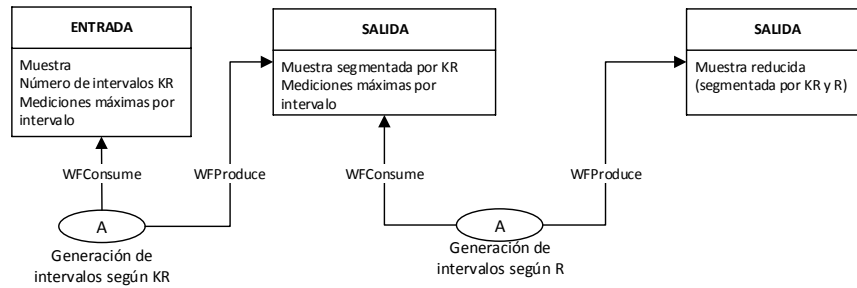 ENTRADA
Muestra
Número de intervalos KR
Mediciones máximas por
intervalo
SALIDA
Muestra segmentada por KR
Mediciones máximas por
intervalo
SALIDA
Muestra reducida
(segmentada por KR y R)
WFConsume
WFProduce
WFConsume
WFProduce
A
Generación de
intervalos según KR
A
Generación de
intervalos según R